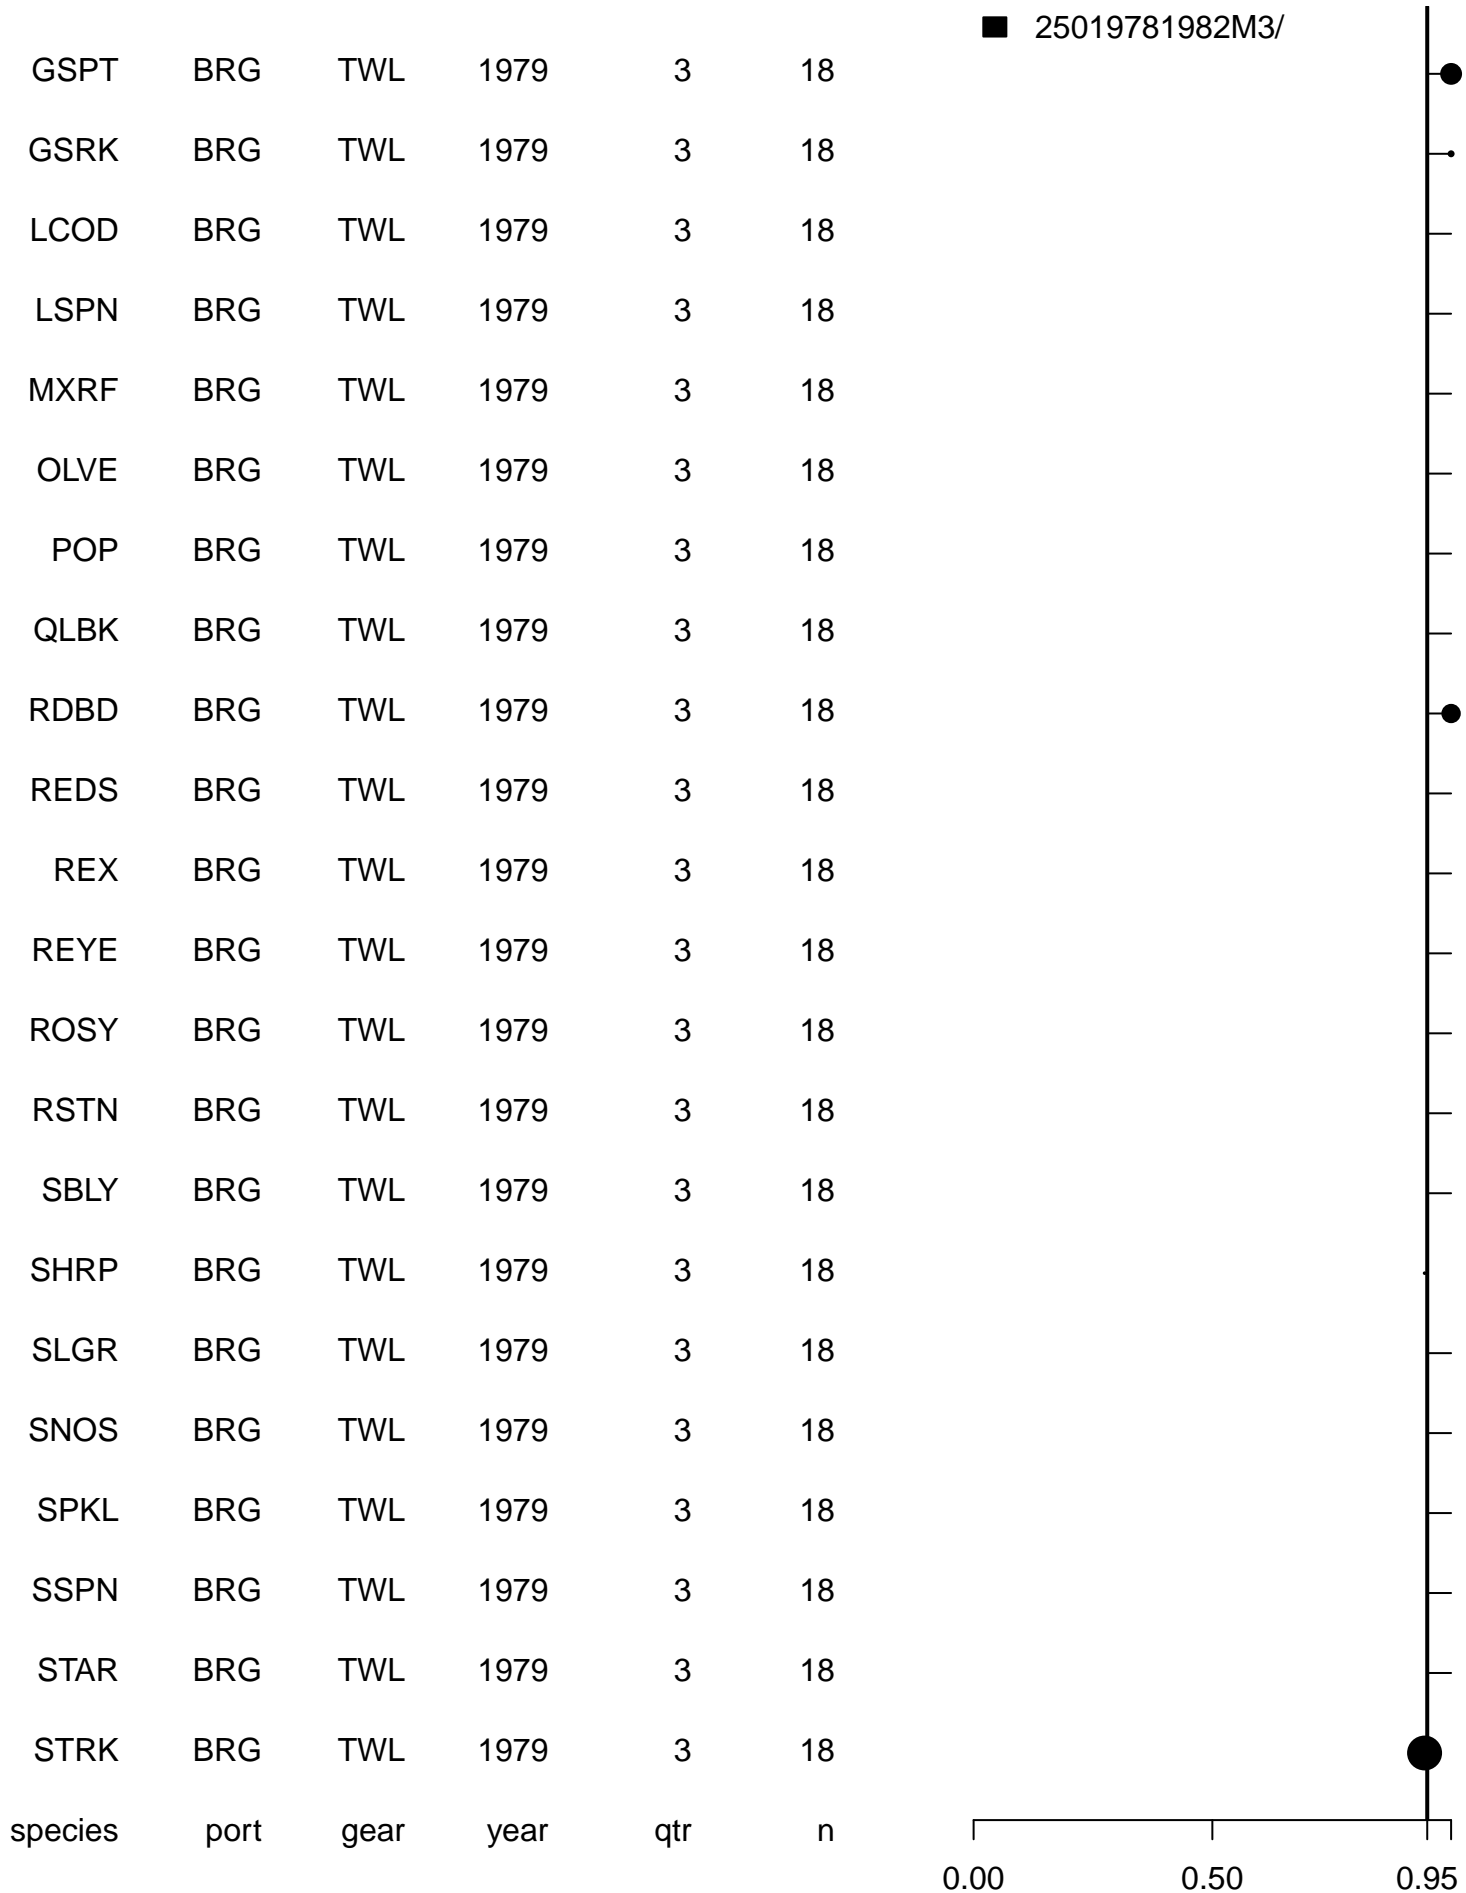 25019781982M3/
GSPT BRG TWL 1979 3 18
GSRK BRG TWL 1979 3 18
LCOD BRG TWL 1979 3 18
LSPN BRG TWL 1979 3 18
MXRF BRG TWL 1979 3 18
OLVE BRG TWL 1979 3 18
POP BRG TWL 1979 3 18
QLBK BRG TWL 1979 3 18
RDBD BRG TWL 1979 3 18
REDS BRG TWL 1979 3 18
REX BRG TWL 1979 3 18
REYE BRG TWL 1979 3 18
ROSY BRG TWL 1979 3 18
RSTN BRG TWL 1979 3 18
SBLY BRG TWL 1979 3 18
SHRP BRG TWL 1979 3 18
SLGR BRG TWL 1979 3 18
SNOS BRG TWL 1979 3 18
SPKL BRG TWL 1979 3 18
SSPN BRG TWL 1979 3 18
STAR BRG TWL 1979 3 18
STRK BRG TWL 1979 3 18
species port gear year qtr n
0.00 0.50 0.95